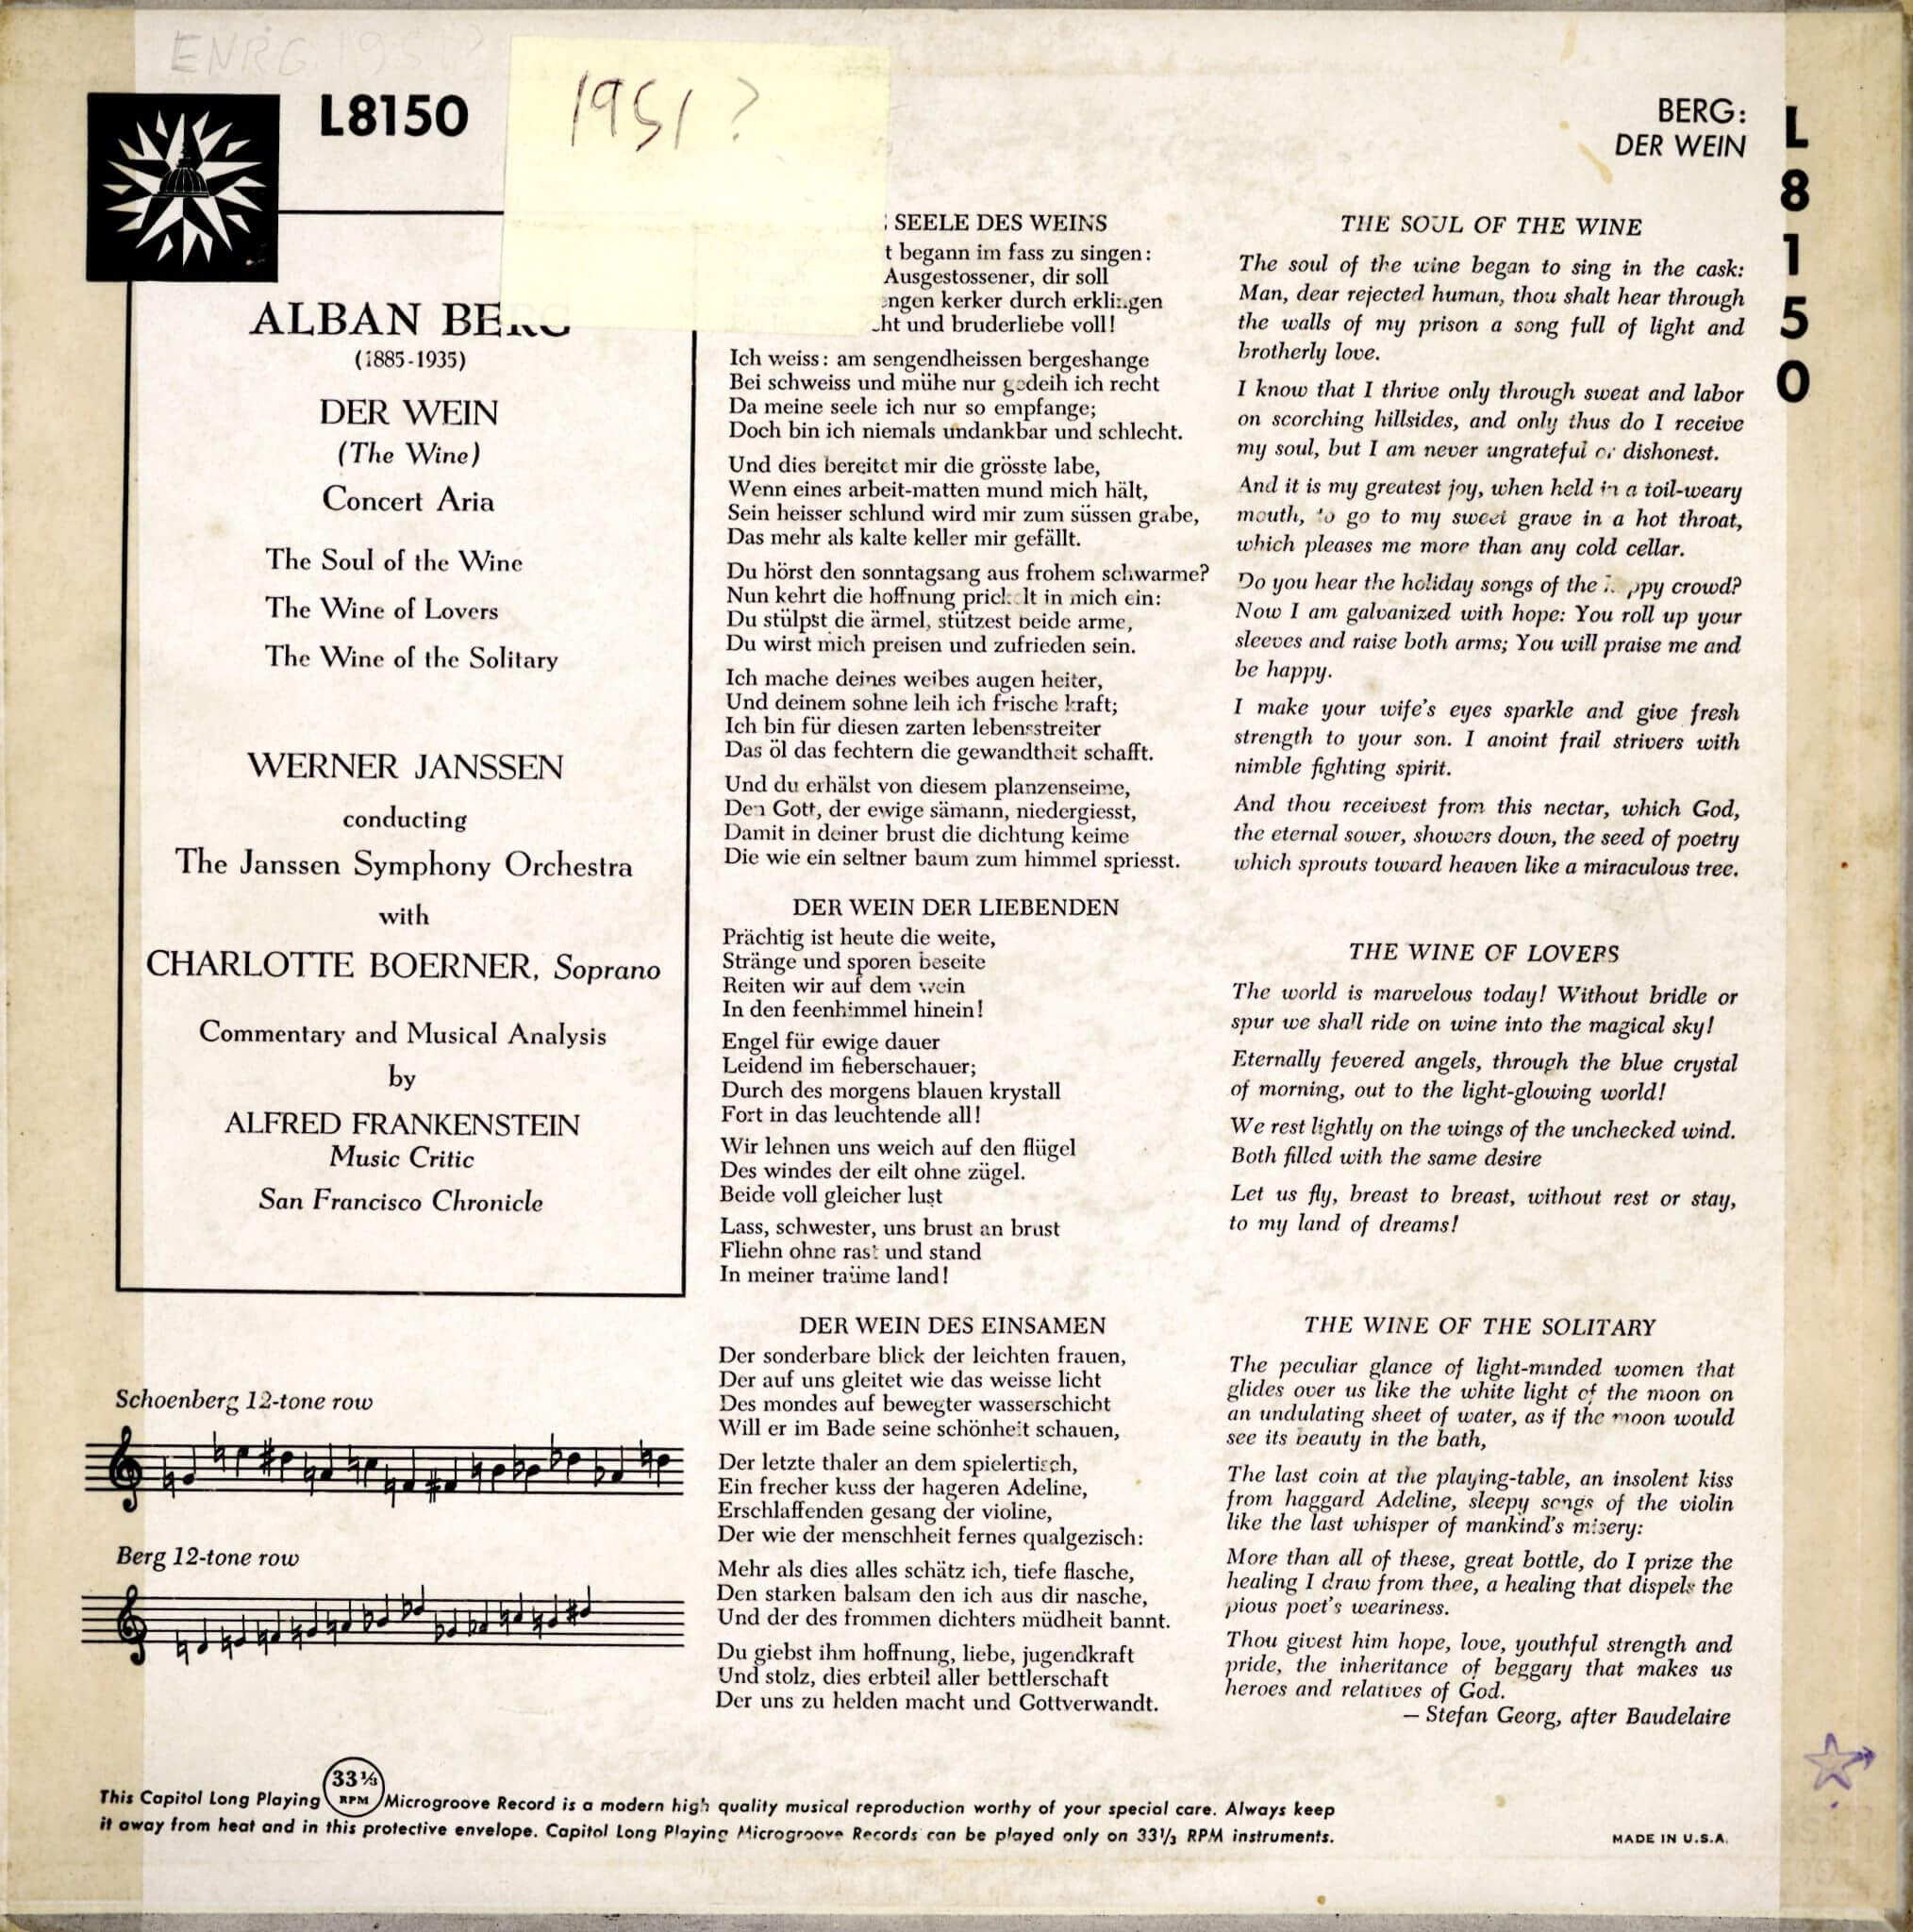 ENRG. 1951?
1951?
L8150
BERG:
DER WEIN
L
8
1
5
0
ALBAN
(1885-1935)
DER WEIN
(The Wine)
Concert Aria
The Soul of the Wine
The Wine of Lovers
The Wine of the Solitary
WERNER JANSSEN
conducting
The Janssen Symphony Orchestra
with
CHARLOTTE BOERNER, Soprano
Commentary and Musical Analysis
by
ALFRED FRANKENSTEIN
Music Critic
San Francisco Chronicle
Schoenberg 12-tone row
Berg 12-tone row
SEELE DES WEINS
begann im fass zu singen:
Ausgestossener, dir soll
kerker durch erklingen
und bruderliebe voll!
Ich weiss: am sengendheissen bergeshange
Bei schweiss und mühe nur gedeih ich recht
Da meine seele ich nur so empfange;
Doch bin ich niemals undankbar und schlecht.
Und dies bereitet mir die grösste labe,
Wenn eines arbeit-matten mund mich hält,
Sein heisser schlund wird mir zum süssen grabe,
Das mehr als kalte keller mir gefällt.
Du hörst den sonntagsang aus frohem schwarme?
Nun kehrt die hoffnung prickelt in mich ein:
Du stülpst die ärmel, stützest beide arme,
Du wirst mich preisen und zufrieden sein.
Ich mache deines weibes augen heiter,
Und deinem sohne leih ich frische kraft;
Ich bin für diesen zarten lebensstreiter
Das öl das fechtern die gewandtheit schafft.
Und du erhälst von diesem planzenseime,
Den Gott, der ewige sämann, niedergiesst,
Damit in deiner brust die dichtung keime
Die wie ein seltner baum zum himmel spriesst.
DER WEIN DER LIEBENDEN
Prächtig ist heute die weite,
Stränge und sporen beseite
Reiten wir auf dem wein
In den feenhimmel hinein!
Engel für ewige dauer
Leidend im fieberschauer;
Durch des morgens blauen krystall
Fort in das leuchtende all!
Wir lehnen uns weich auf den flügel
Des windes der eilt ohne zügel.
Beide voll gleicher lust
Lass, schwester, uns brust an brust
Fliehn ohne rast und stand
In meiner traüme land!
DER WEIN DES EINSAMEN
Der sonderbare blick der leichten frauen,
Der auf uns gleitet wie das weisse licht
Des mondes auf bewegter wasserschicht
Will er im Bade seine schönheit schauen,
Der letzte thaler an dem spielertisch,
Ein frecher kuss der hageren Adeline,
Erschlaffenden gesang der violine,
Der wie der menschheit fernes qualgezisch:
Mehr als dies alles schätz ich, tiefe flasche,
Den starken balsam den ich aus dir nasche,
Und der des frommen dichters müdheit bannt.
Du giebst ihm hoffnung, liebe, jugendkraft
Und stolz, dies erbteil aller bettlerschaft
Der uns zu helden macht und Gottverwandt.
THE SOUL OF THE WINE
The soul of the wine began to sing in the cask:
Man, dear rejected human, thou shalt hear through
the walls of my prison a song full of light and
brotherly love.
I know that I thrive only through sweat and labor
on scorching hillsides, and only thus do I receive
my soul, but I am never ungrateful or dishonest.
And it is my greatest joy, when held in a toil-weary
mouth, to go to my sweet grave in a hot throat,
which pleases me more than any cold cellar.
Do you hear the holiday songs of the happy crowd?
Now I am galvanized with hope: You roll up your
sleeves and raise both arms; You will praise me and
be happy.
I make your wife's eyes sparkle and give fresh
strength to your son. I anoint frail strivers with
nimble fighting spirit.
And thou receivest from this nectar, which God,
the eternal sower, showers down, the seed of poetry
which sprouts toward heaven like a miraculous tree.
THE WINE OF LOVERS
The world is marvelous today! Without bridle or
spur we shall ride on wine into the magical sky!
Eternally fevered angels, through the blue crystal
of morning, out to the light-glowing world!
We rest lightly on the wings of the unchecked wind.
Both filled with the same desire
Let us fly, breast to breast, without rest or stay,
to my land of dreams!
THE WINE OF THE SOLITARY
The peculiar glance of light-minded women that
glides over us like the white light of the moon on
an undulating sheet of water, as if the moon would
see its beauty in the bath,
The last coin at the playing-table, an insolent kiss
from haggard Adeline, sleepy songs of the violin
like the last whisper of mankind's misery:
More than all of these, great bottle, do I prize the
healing I draw from thee, a healing that dispels the
pious poet's weariness.
Thou givest him hope, love, youthful strength and
pride, the inheritance of beggary that makes us
heroes and relatives of God.
— Stefan Georg, after Baudelaire
This Capitol Long Playing 33⅓ RPM Microgroove Record is a modern high quality musical reproduction worthy of your special care. Always keep
it away from heat and in this protective envelope. Capitol Long Playing Microgroove Records can be played only on 33⅓ RPM instruments.
MADE IN U.S.A.